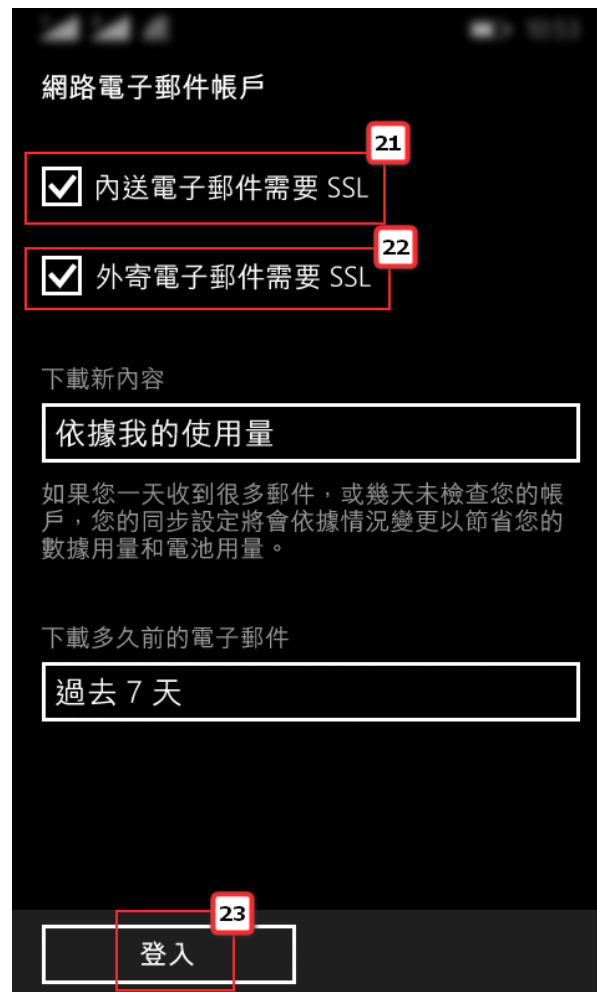 網路電子郵件帳戶
21
內送電子郵件需要 SSL
22
外寄電子郵件需要 SSL
下載新內容
依據我的使用量
如果您一天收到很多郵件，或幾天未檢查您的帳
戶，您的同步設定將會依據情況變更以節省您的
數據用量和電池用量。
下載多久前的電子郵件
過去 7 天
23
登入